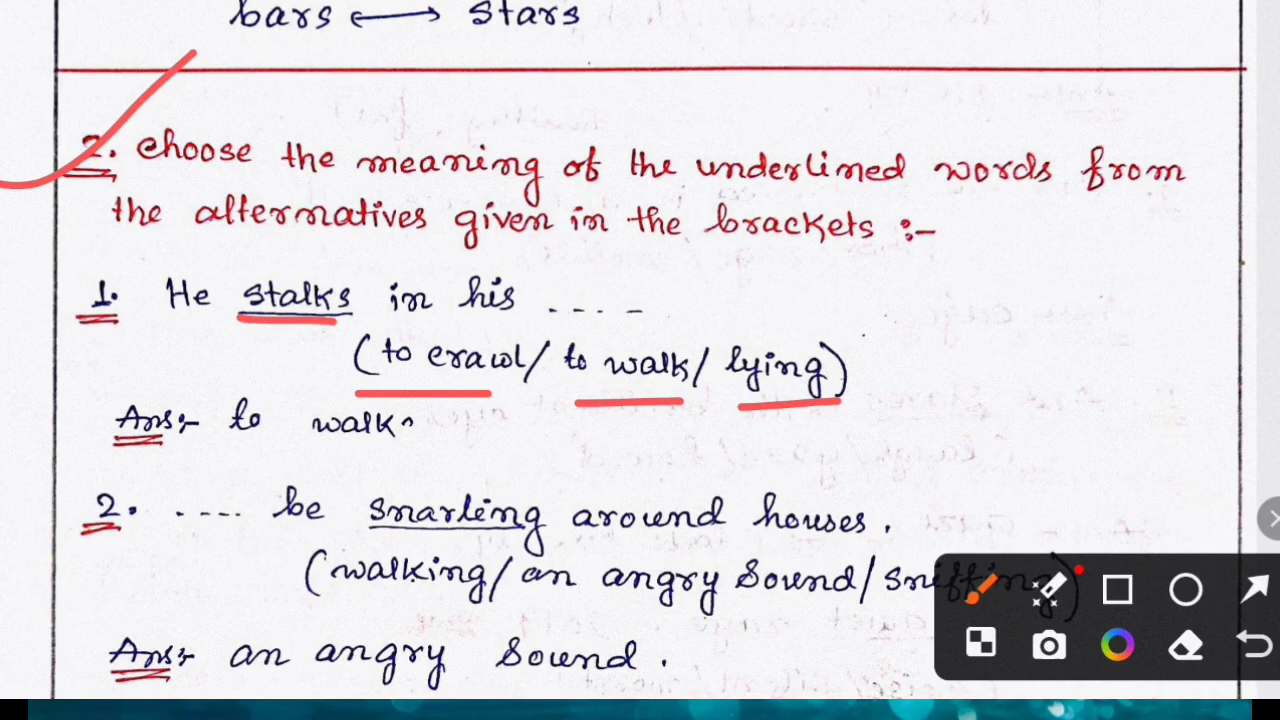 bars ⟷ stars
2. Choose the meaning of the underlined words from
the alternatives given in the brackets :-
1. He stalks in his ....
(to crawl/ to walk/ lying)
Ans:- to walk.
2. .... be snarling around houses.
(walking/ an angry sound/ sniffing)
Ans:- an angry sound.